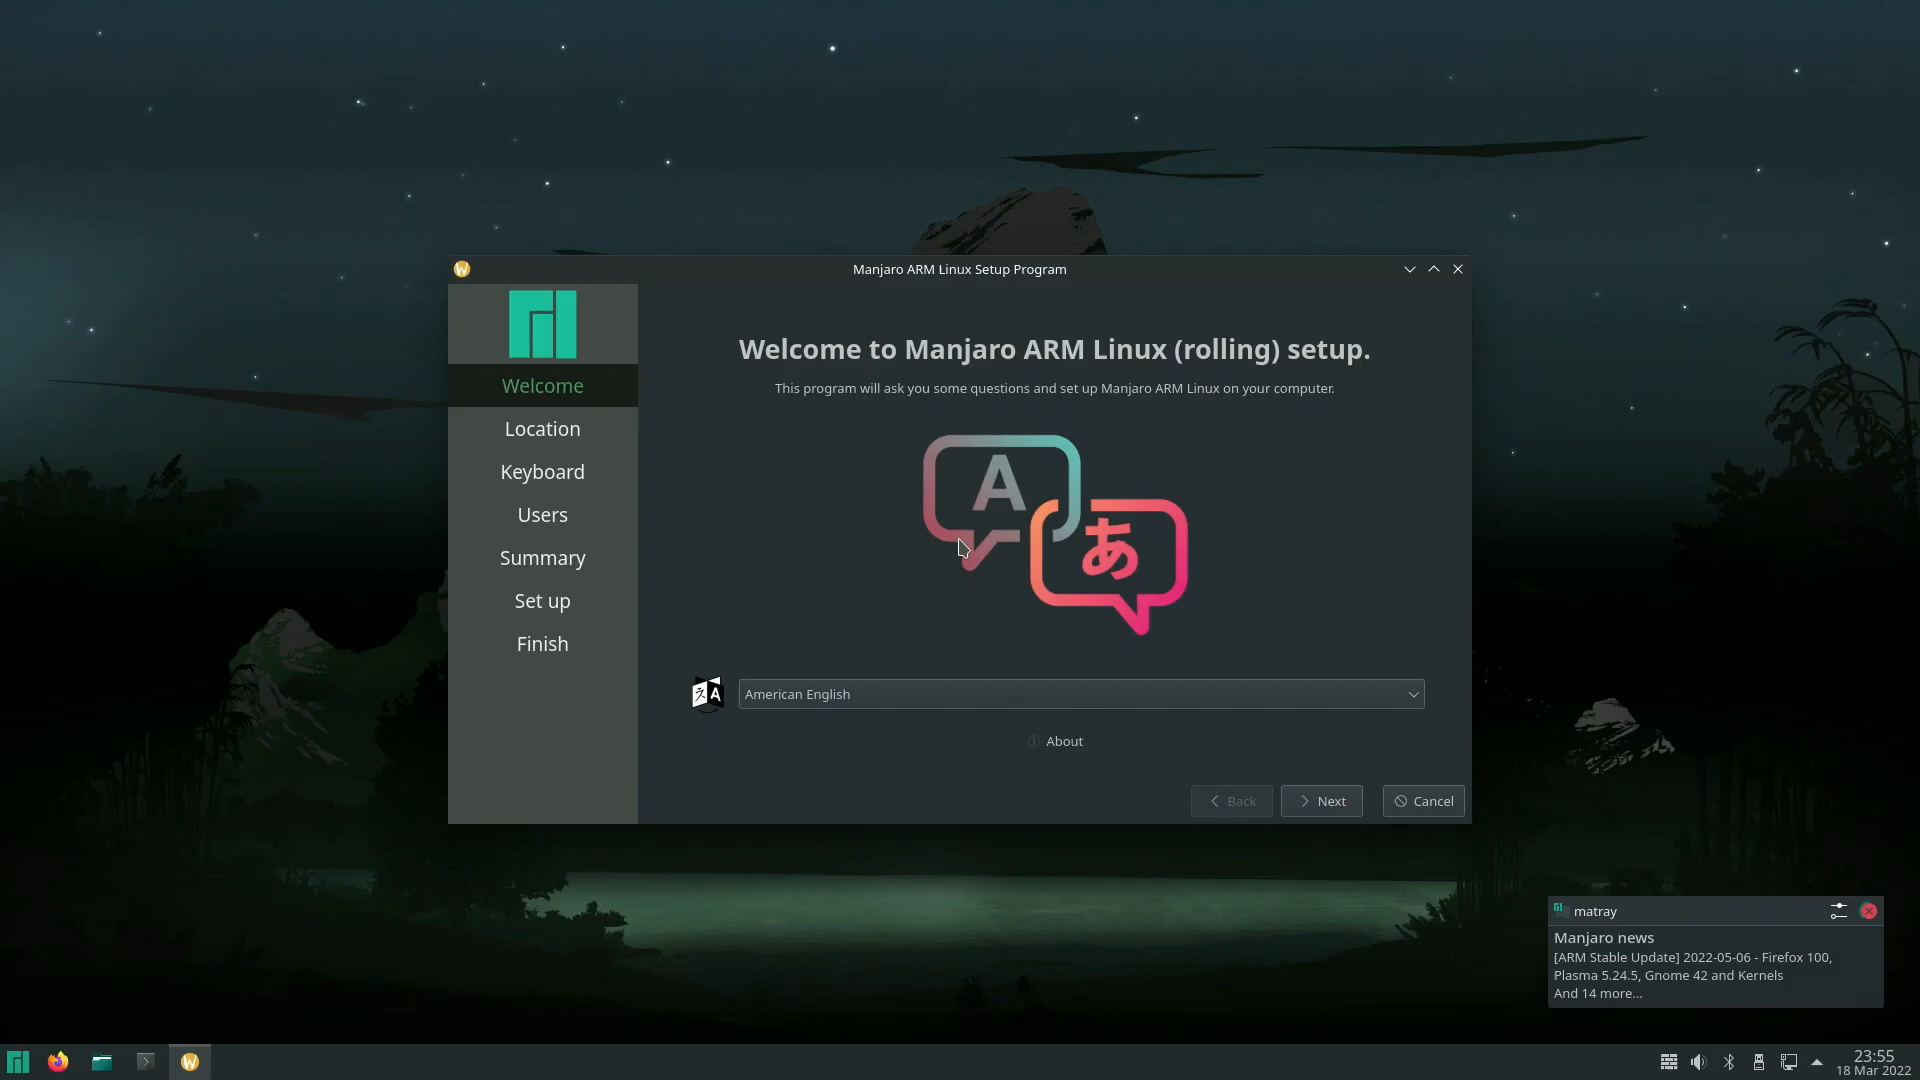 Manjaro ARM Linux Setup Program
Welcome
Location
Keyboard
Users
Summary
Set up
Finish
Welcome to Manjaro ARM Linux (rolling) setup.
This program will ask you some questions and set up Manjaro ARM Linux on your computer.
A
あ
American English
About
Back
Next
Cancel
matray
Manjaro news
[ARM Stable Update] 2022-05-06 - Firefox 100,
Plasma 5.24.5, Gnome 42 and Kernels
And 14 more...
23:55
18 Mar 2022